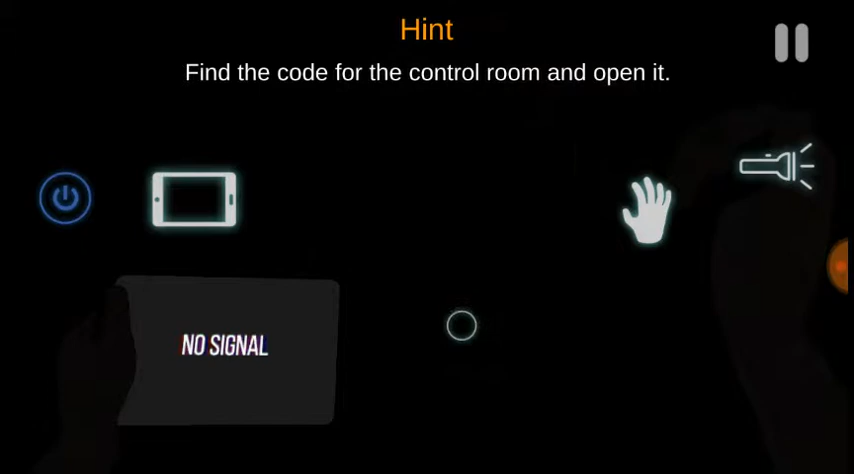 Hint
Find the code for the control room and open it.
NO SIGNAL